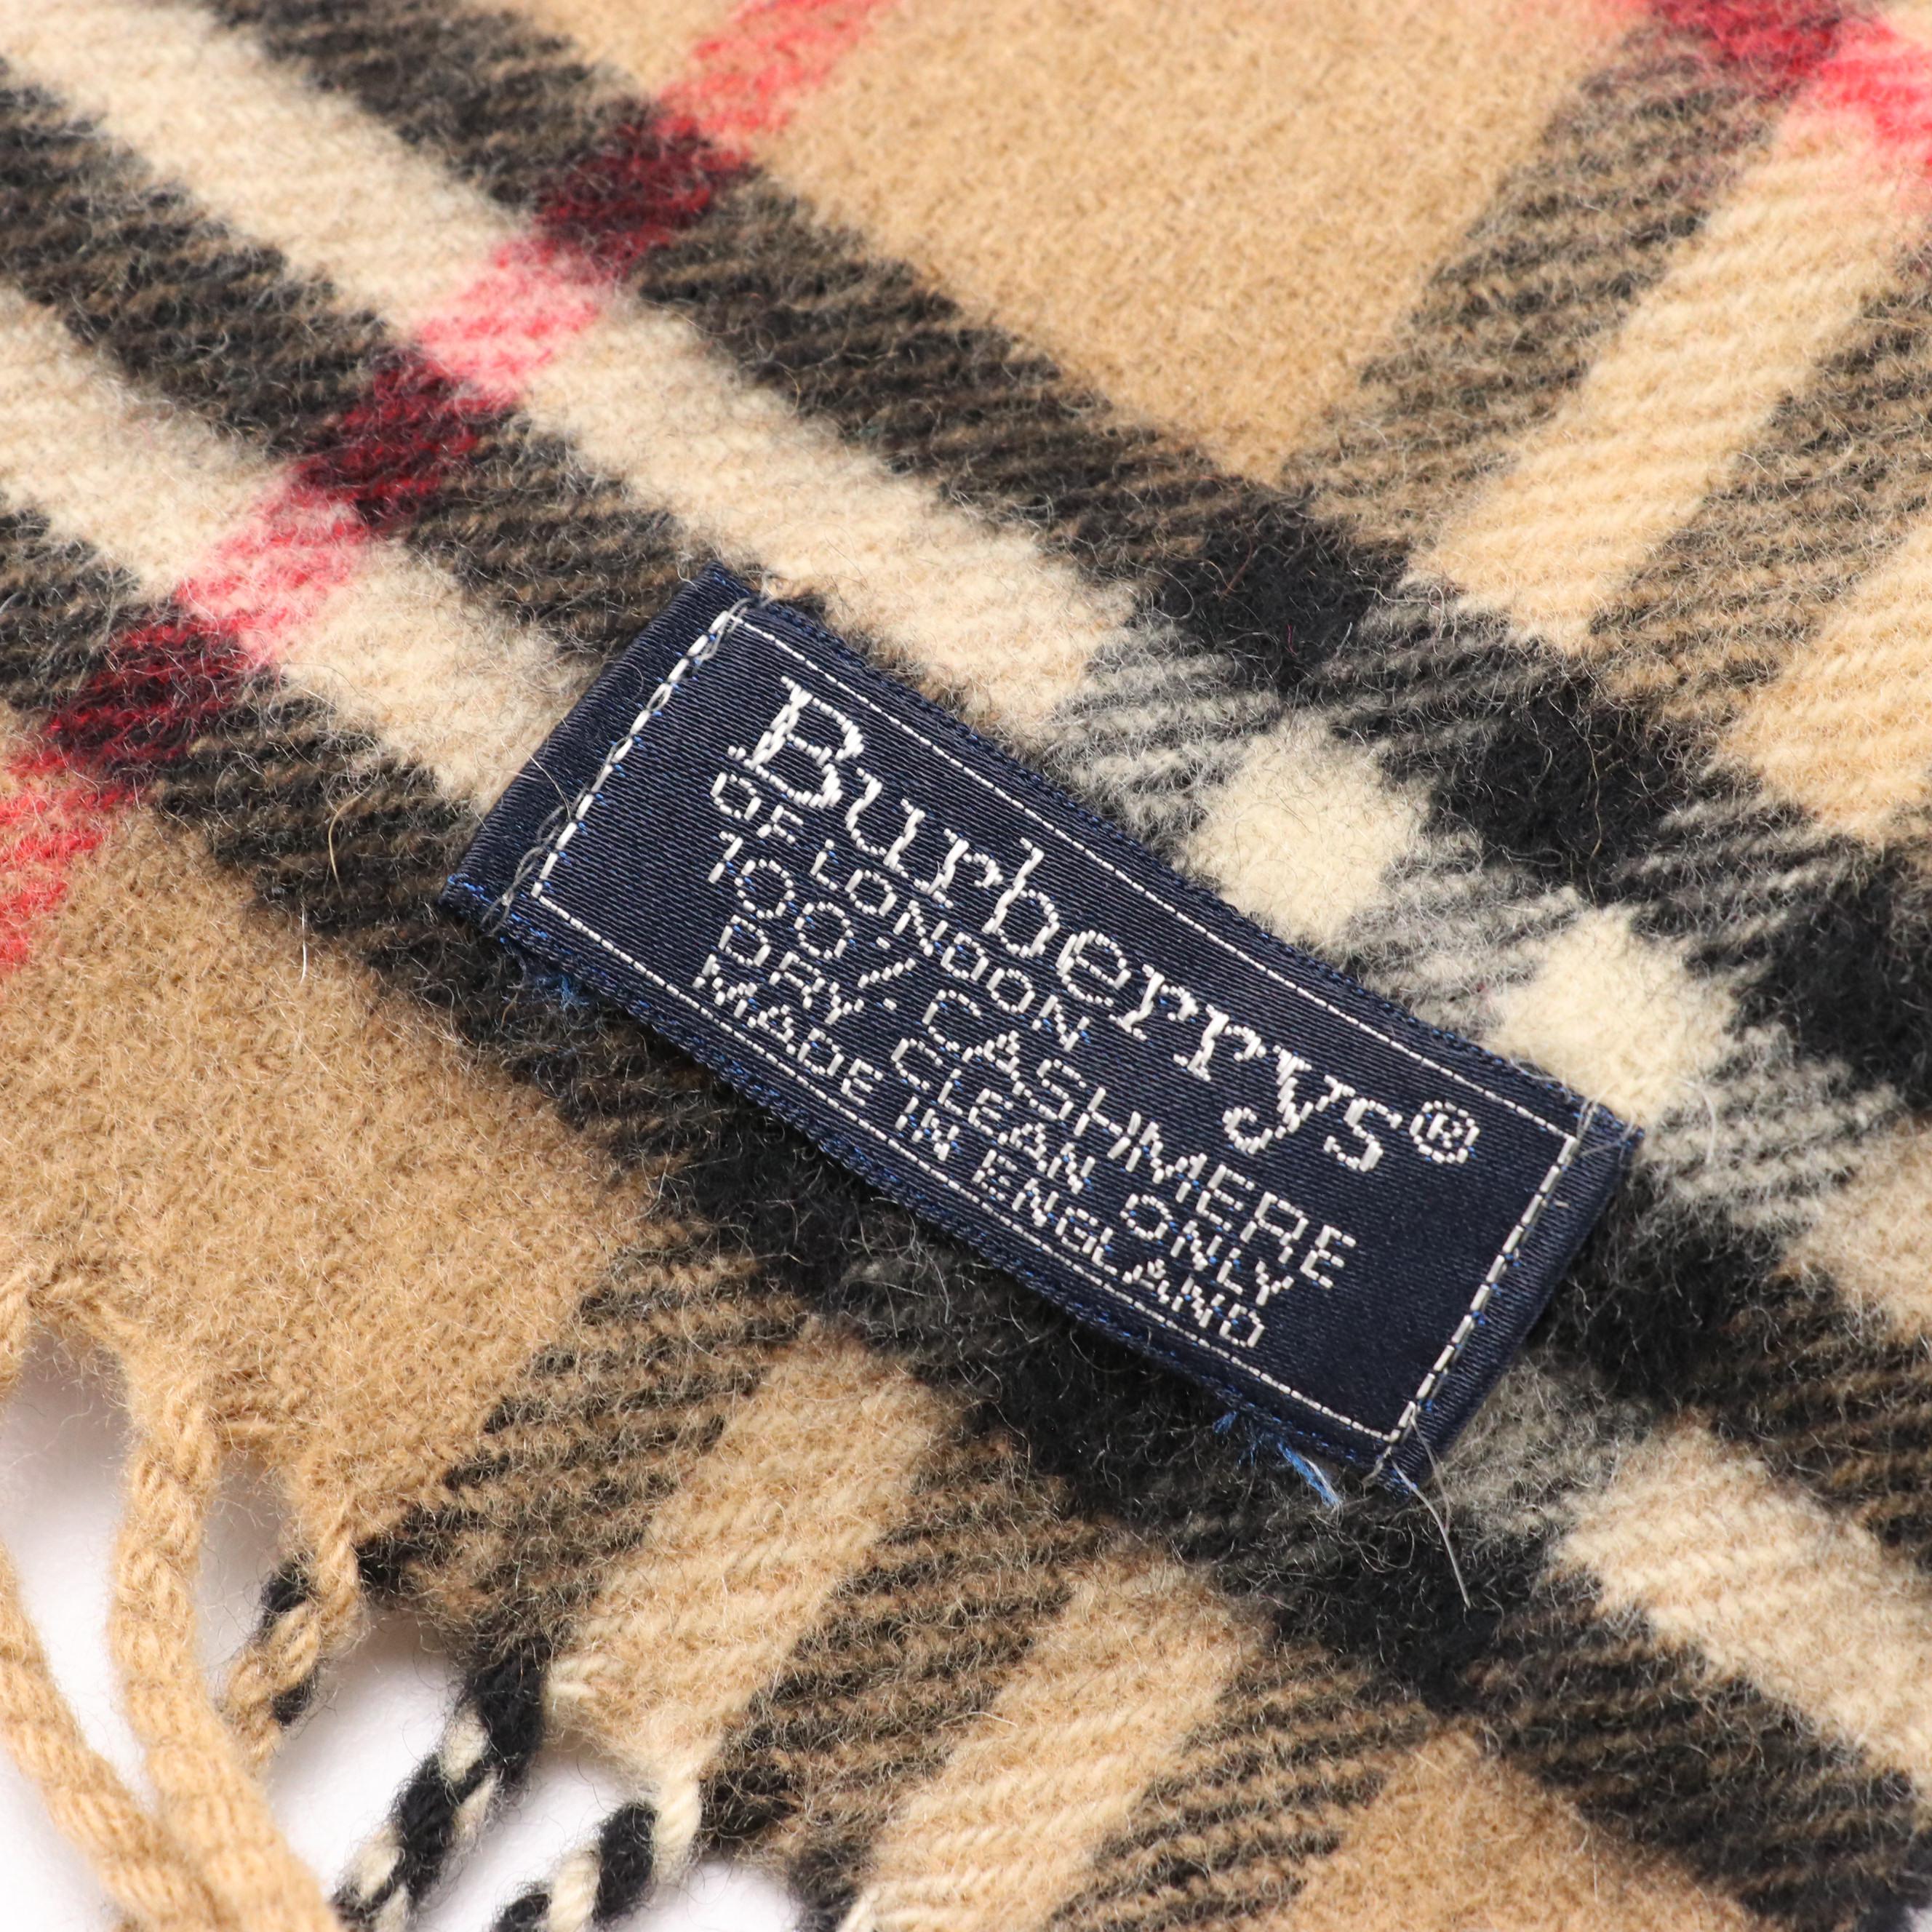 Burberrys®
OF LONDON
100% CASHMERE
DRY CLEAN ONLY
MADE IN ENGLAND